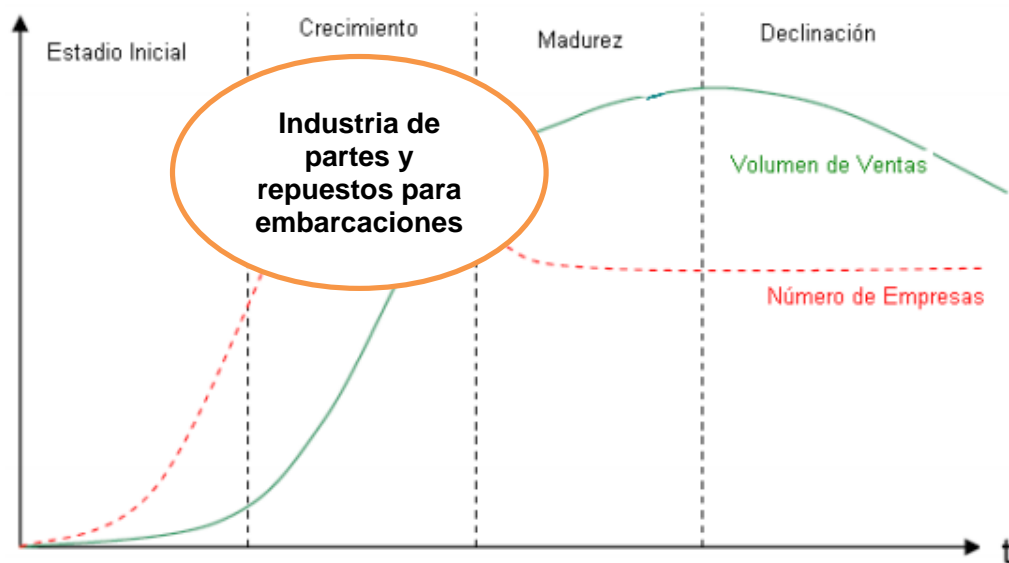 Estadio Inicial
Crecimiento
Madurez
Declinación
Industria de
partes y
repuestos para
embarcaciones
Volumen de Ventas
Número de Empresas
t